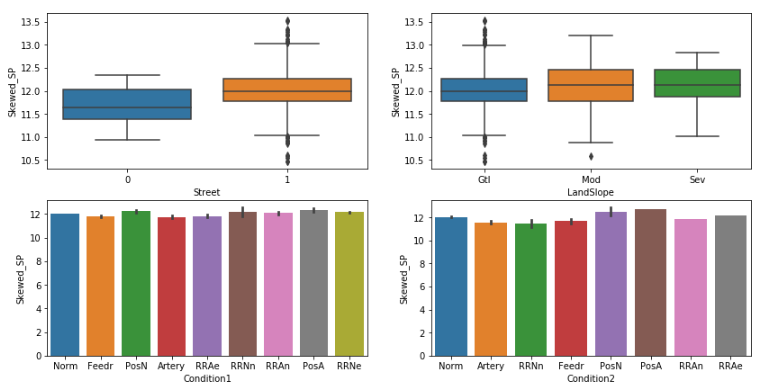 13.5
13.0
12.5
12.0
11.5
11.0
10.5
Skewed_SP
0
1
Street
13.5
13.0
12.5
12.0
11.5
11.0
10.5
Skewed_SP
Gtl
Mod
Sev
LandSlope
12
10
8
6
4
2
0
Skewed_SP
Norm
Feedr
PosN
Artery
RRAe
RRNn
RRAn
PosA
RRNe
Condition1
12
10
8
6
4
2
0
Skewed_SP
Norm
Artery
RRNn
Feedr
PosN
PosA
RRAn
RRAe
Condition2